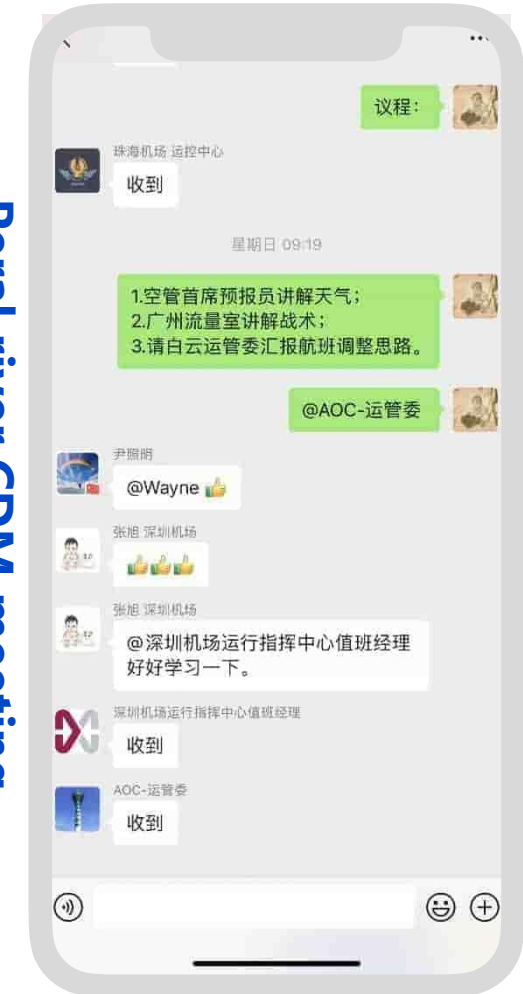 Peral river CDM meeting
议程：
珠海机场 运控中心
收到
星期日 09:19
1.空管首席预报员讲解天气；
2.广州流量室讲解战术；
3.请白云运管委汇报航班调整思路。
@AOC-运管委
尹照明
@Wayne 👍
张旭 深圳机场
👍👍👍
张旭 深圳机场
@深圳机场运行指挥中心值班经理
好好学习一下。
深圳机场运行指挥中心值班经理
收到
AOC-运管委
收到